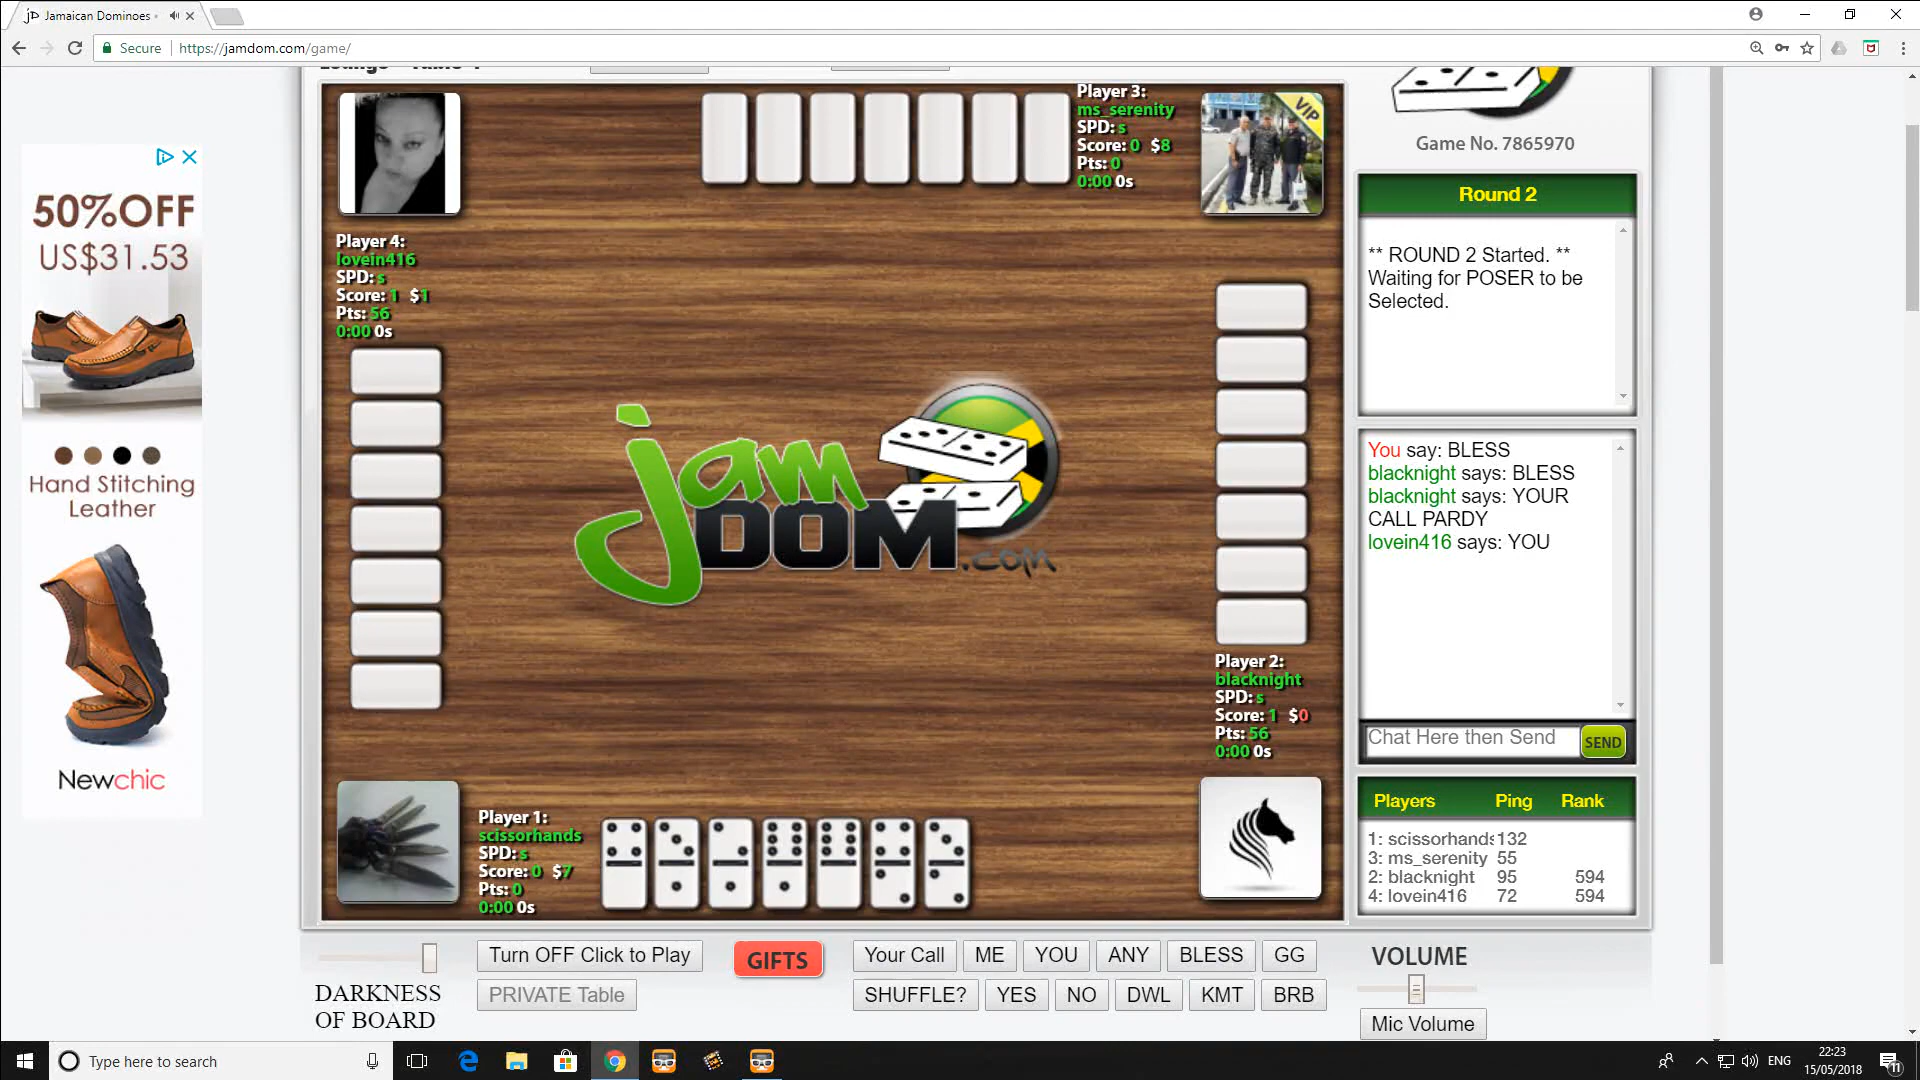 Jamaican Dominoes
Secure
https://jamdom.com/game/
50%OFF
US$31.53
Hand Stitching
Leather
Newchic
Player 4:
lovein416
SPD: s
Score: 1 $1
Pts: 56
0:00 0s
Player 3:
ms_serenity
SPD: s
Score: 0 $8
Pts: 0
0:00 0s
VIP
jam
DOM
.com
Player 2:
blacknight
SPD: s
Score: 1 $0
Pts: 56
0:00 0s
Player 1:
scissorhands
SPD: s
Score: 0 $7
Pts: 0
0:00 0s
Game No. 7865970
Round 2
** ROUND 2 Started. **
Waiting for POSER to be
Selected.
You say: BLESS
blacknight says: BLESS
blacknight says: YOUR
CALL PARDY
lovein416 says: YOU
Chat Here then Send
SEND
Players Ping Rank
1: scissorhands 132
3: ms_serenity 55
2: blacknight 95 594
4: lovein416 72 594
DARKNESS
OF BOARD
Turn OFF Click to Play
PRIVATE Table
GIFTS
Your Call ME YOU ANY BLESS GG
SHUFFLE? YES NO DWL KMT BRB
VOLUME
Mic Volume
Type here to search
ENG
22:23
15/05/2018
11